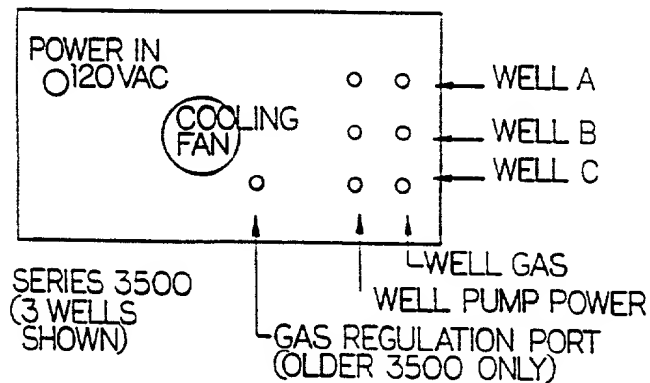 POWER IN
120VAC
COOLING
FAN
WELL A
WELL B
WELL C
WELL GAS
WELL PUMP POWER
GAS REGULATION PORT
(OLDER 3500 ONLY)
SERIES 3500
(3 WELLS
SHOWN)